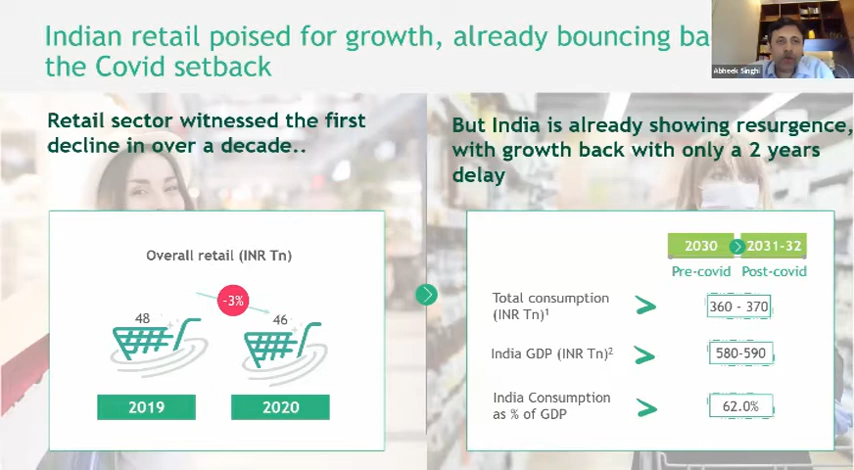 Indian retail poised for growth, already bouncing
the Covid setback
Abheek Singhi
Retail sector witnessed the first
decline in over a decade..
Overall retail (INR Tn)
-3%
48
46
2019
2020
But India is already showing resurgence,
with growth back with only a 2 years
delay
2030
2031-32
Pre-covid
Post-covid
Total consumption
(INR Tn)¹
360 - 370
India GDP (INR Tn)²
580-590
India Consumption
as % of GDP
62.0%